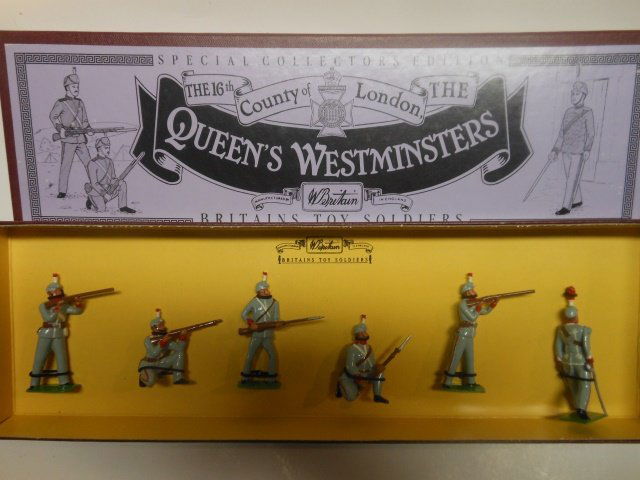 SPECIAL COLLECTORS EDITION
THE 16th County of London THE
QUEEN'S WESTMINSTERS
W Britain
BRITAINS TOY SOLDIERS
W Britain
BRITAINS TOY SOLDIERS